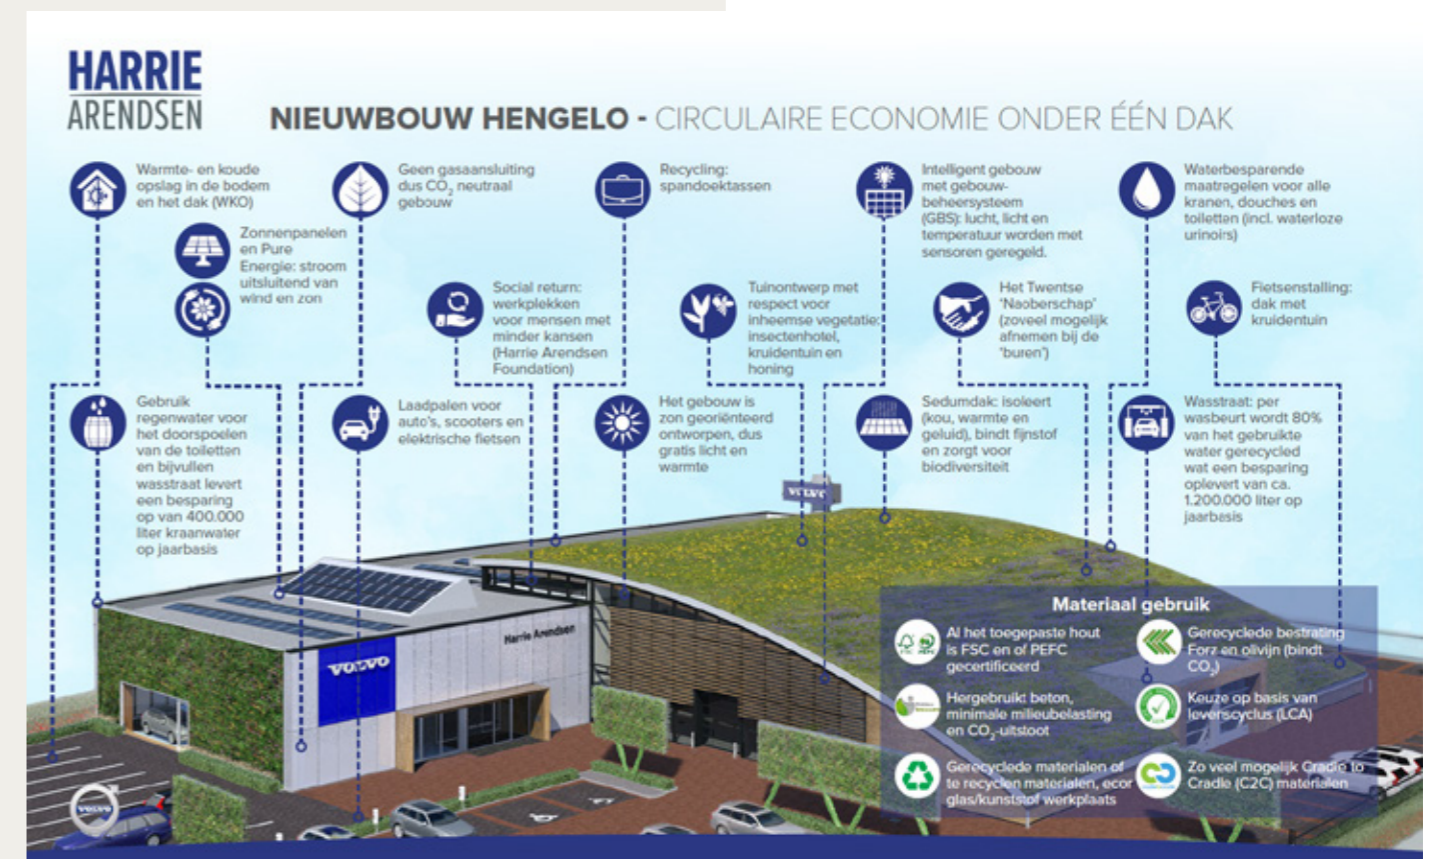 HARRIE
ARENDSEN
NIEUWBOUW HENGELO - CIRCULAIRE ECONOMIE ONDER ÉÉN DAK
Warmte- en koude
opslag in de bodem
en het dak (WKO)
Geen gasaansluiting
dus CO2 neutraal
gebouw
Recycling:
spandoektassen
Intelligent gebouw
met gebouw-
beheersysteem
(GBS): lucht, licht en
temperatuur worden met
sensoren geregeld.
Waterbesparende
maatregelen voor alle
kranen, douches en
toiletten (incl. waterloze
urinoirs)
Zonnenpanelen
en Pure
Energie: stroom
uitsluitend van
wind en zon
Social return:
werkplekken
voor mensen met
minder kansen
(Harrie Arendsen
Foundation)
Tuinontwerp met
respect voor
inheemse vegetatie:
insectenhotel,
kruidentuin en
honing
Het Twentse
'Naoberschap'
(zoveel mogelijk
afnemen bij de
'buren')
Fietsenstalling:
dak met
kruidentuin
Gebruik
regenwater voor
het doorspoelen
van de toiletten
en bijvullen
wasstraat levert
een besparing
op van 400.000
liter kraanwater
op jaarbasis
Laadpalen voor
auto's, scooters en
elektrische fietsen
Het gebouw is
zon georiënteerd
ontworpen, dus
gratis licht en
warmte
Sedumdak: isoleert
(kou, warmte en
geluid), bindt fijnstof
en zorgt voor
biodiversiteit
Wasstraat: per
wasbeurt wordt 80%
van het gebruikte
water gerecycled
wat een besparing
oplevert van ca.
1.200.000 liter op
jaarbasis
VOLVO
Harrie Arendsen
VOLVO
Materiaal gebruik
Al het toegepaste hout
is FSC en of PEFC
gecertificeerd
Gerecyclede bestrating
Forz en olivijn (bindt
CO2)
Hergebruik: beton,
minimale milieubelasting
en CO2-uitstoot
Keuze op basis van
levenscyclus (LCA)
Gerecyclede materialen of
te recyclen materialen, ecor
glas/kunststof werkplaats
Zo veel mogelijk Cradle to
Cradle (C2C) materialen
FSC
PEFC
VOLVO